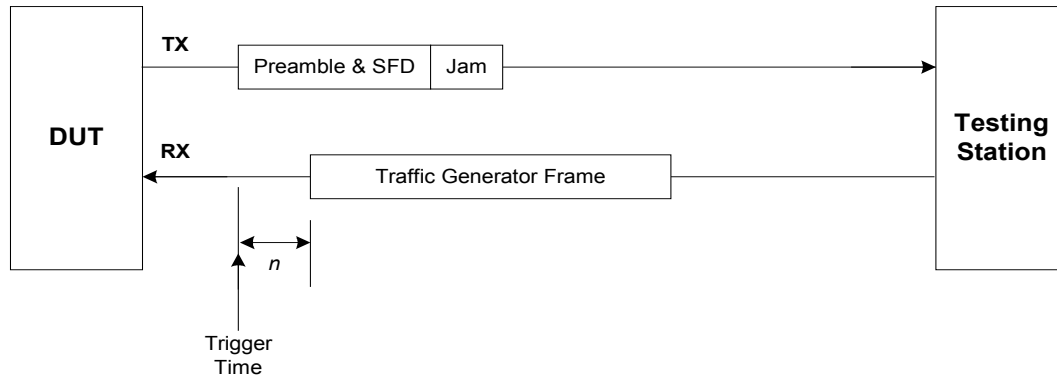 TX
Preamble & SFD
Jam
DUT
Testing
Station
RX
Traffic Generator Frame
n
Trigger
Time